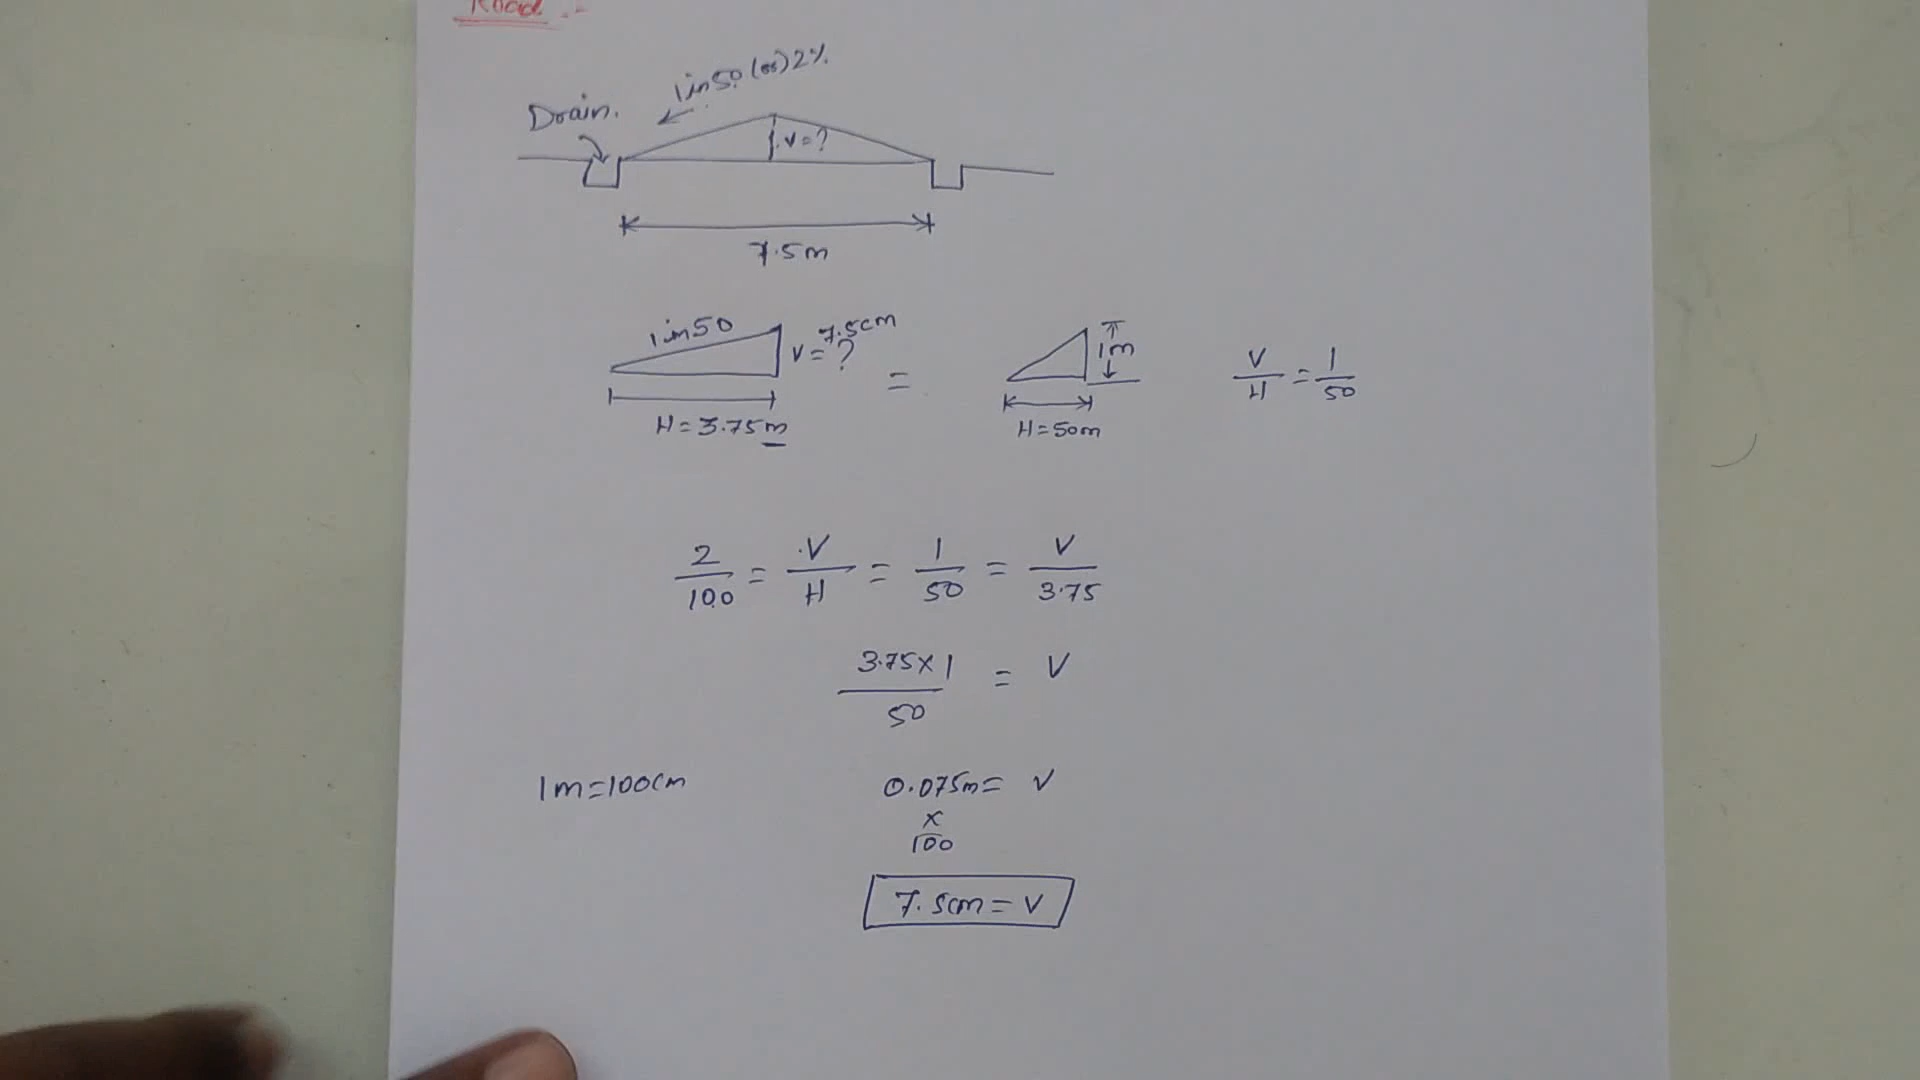 Road :-
1 in 50 (or) 2%
Drain.
V=?
7.5m
1 in 50
V=?
7.5cm
H=3.75m
=
1m
H=50m
V/H = 1/50
2/100 = V/H = 1/50 = V/3.75
3.75×1/50 = V
1m=100cm
0.075m= V
×
100
7.5cm=V